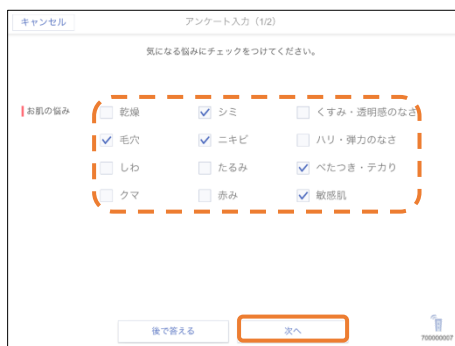 キャンセル アンケート入力（1/2）
気になる悩みにチェックをつけてください。
お肌の悩み 乾燥 シミ くすみ・透明感のなさ
毛穴 ニキビ ハリ・弾力のなさ
しわ たるみ べたつき・テカリ
クマ 赤み 敏感肌
後で答える 次へ
700000007